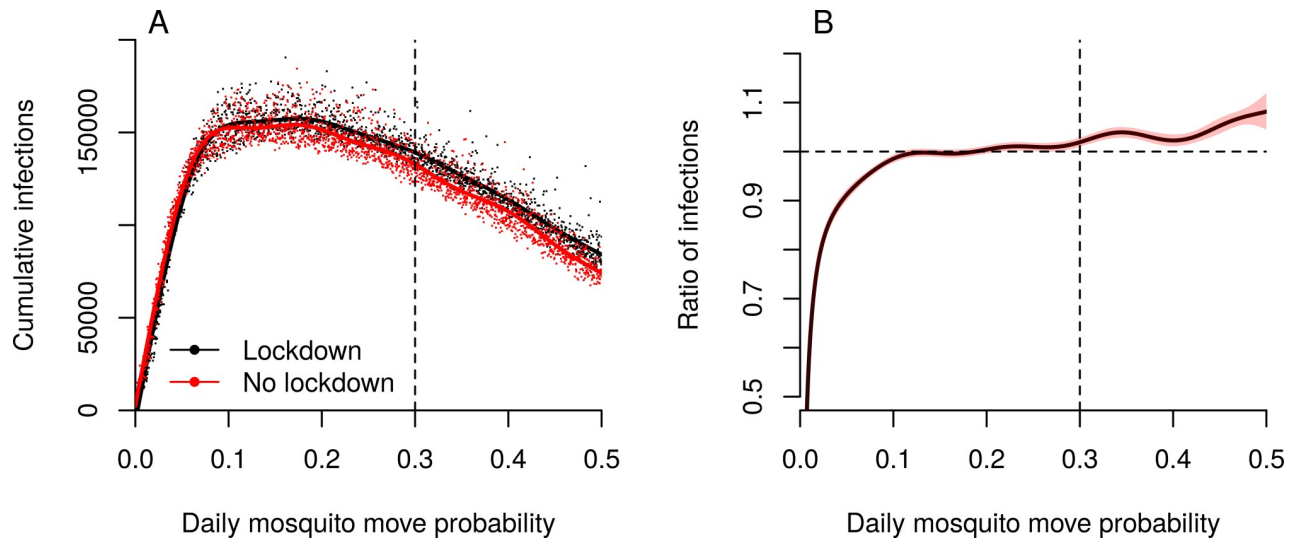 A
Cumulative infections
0
50000
150000
Lockdown
No lockdown
0.0 0.1 0.2 0.3 0.4 0.5
Daily mosquito move probability
B
Ratio of infections
0.5 0.7 0.9 1.1
0.0 0.1 0.2 0.3 0.4 0.5
Daily mosquito move probability